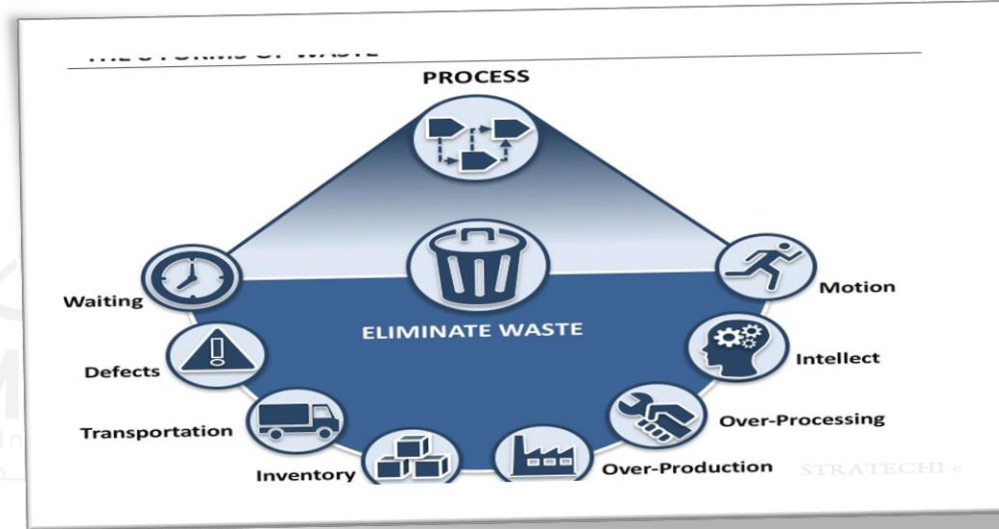 PROCESS
Waiting
Motion
ELIMINATE WASTE
Defects
Intellect
Transportation
Over-Processing
Inventory
Over-Production
STRATECHI